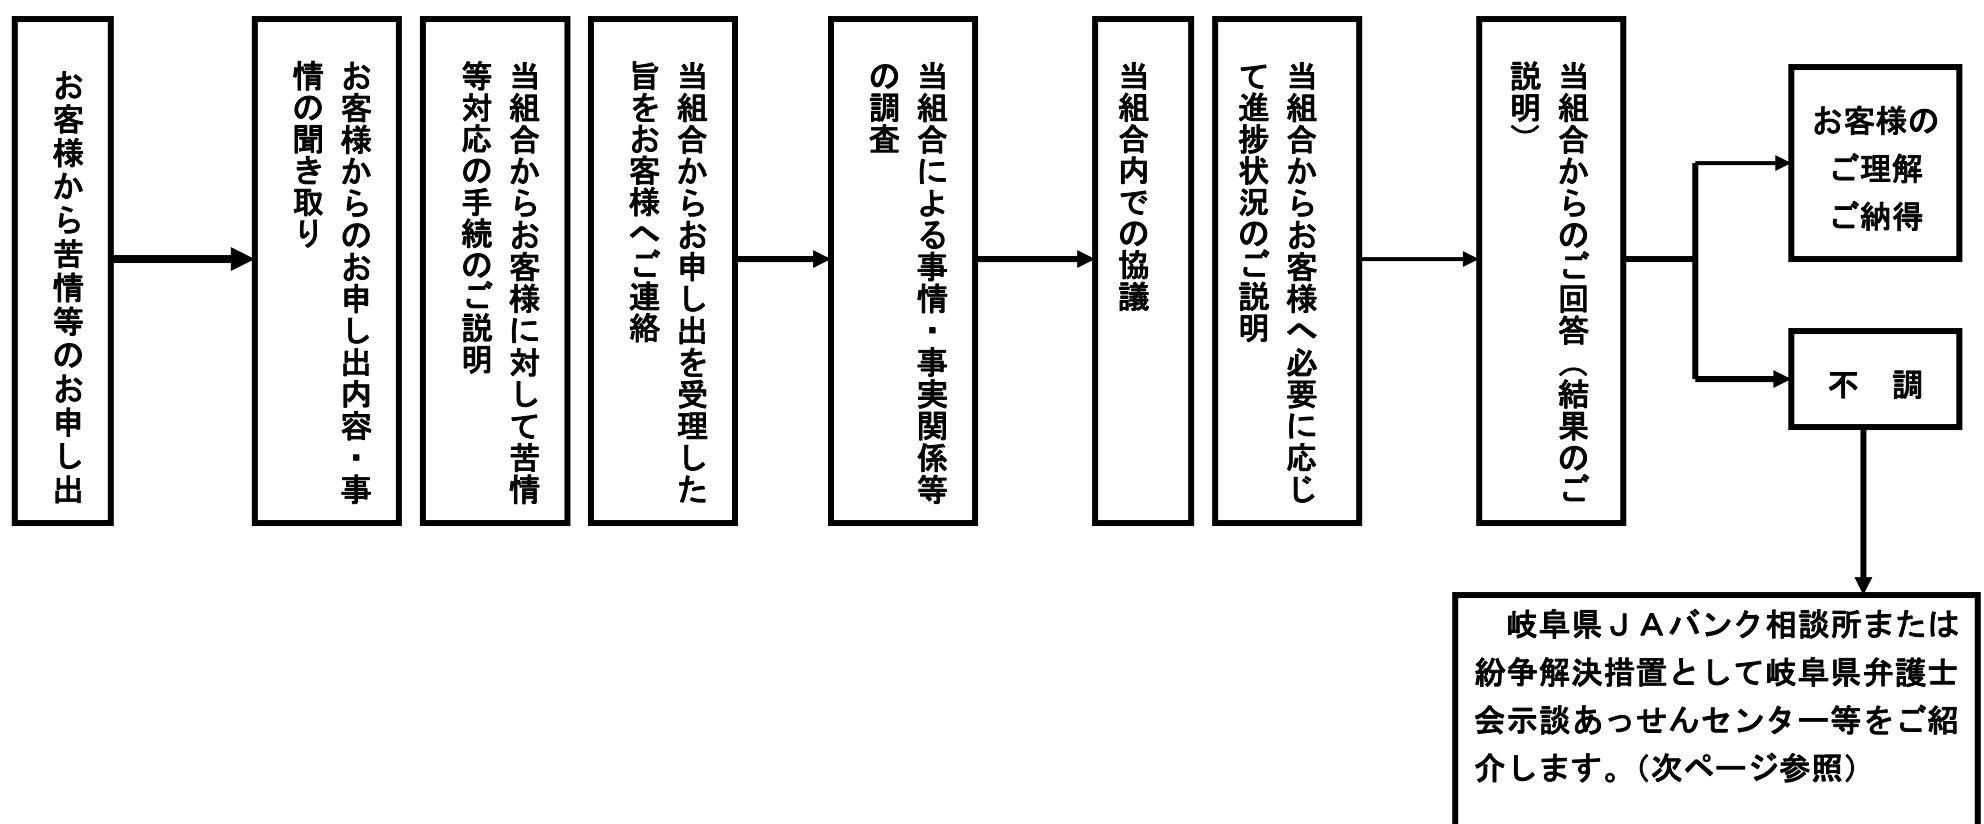 お客様から苦情等のお申し出
お客様からのお申し出内容・事
情の聞き取り
当組合からお客様に対して苦情
等対応の手続のご説明
当組合からお申し出を受理した
旨をお客様へご連絡
当組合による事情・事実関係等
の調査
当組合内での協議
当組合からお客様へ必要に応じ
て進捗状況のご説明
当組合からのご回答（結果のご
説明）
お客様の
ご理解
ご納得
不　調
岐阜県ＪＡバンク相談所または
紛争解決措置として岐阜県弁護士
会示談あっせんセンター等をご紹
介します。（次ページ参照）